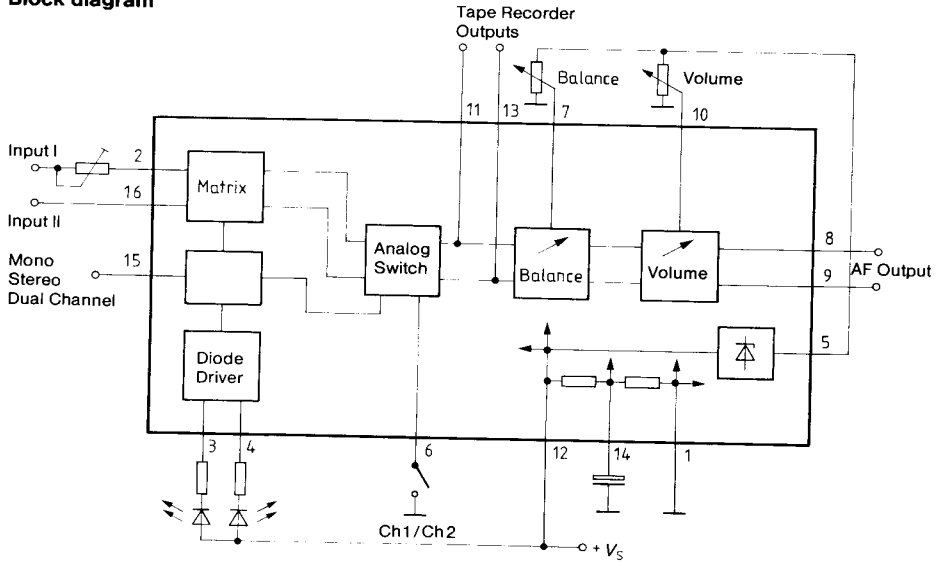 Block diagram
Tape Recorder
Outputs
Balance
Volume
11
13
7
10
Input I
2
16
Input II
Matrix
Mono
Stereo
Dual Channel
15
Analog
Switch
Balance
Volume
8
9
AF Output
5
Diode
Driver
3
4
6
12
14
1
Ch1/Ch2
+ VS